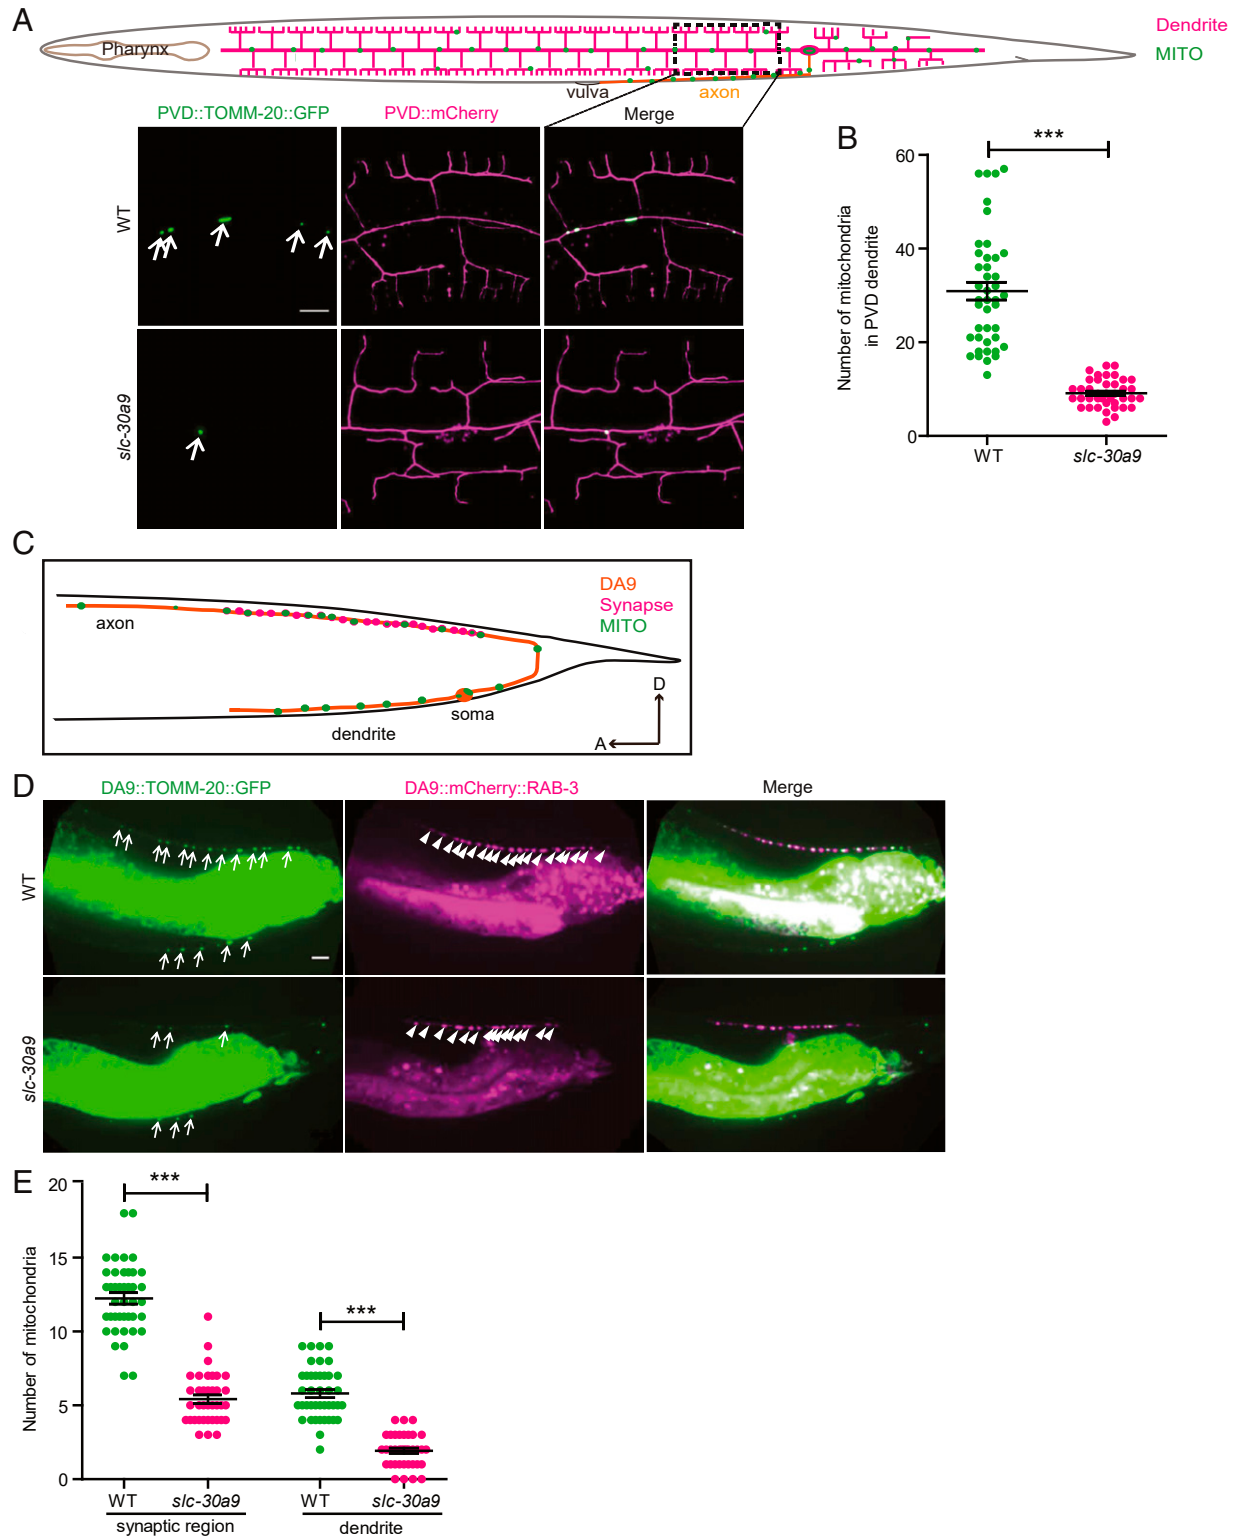 A
Pharynx
vulva
axon
Dendrite
MITO
PVD::TOMM-20::GFP
PVD::mCherry
Merge
WT
slc-30a9
B
***
Number of mitochondria
in PVD dendrite
60
40
20
0
WT
slc-30a9
C
DA9
Synapse
MITO
axon
soma
dendrite
D
A
D
DA9::TOMM-20::GFP
DA9::mCherry::RAB-3
Merge
WT
slc-30a9
E
Number of mitochondria
20
15
10
5
0
***
***
WT
slc-30a9
WT
slc-30a9
synaptic region
dendrite